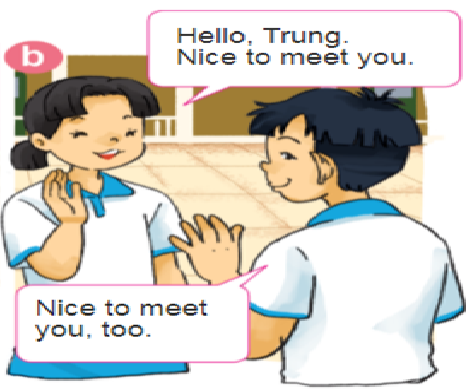 b
Hello, Trung.
Nice to meet you.
Nice to meet
you, too.